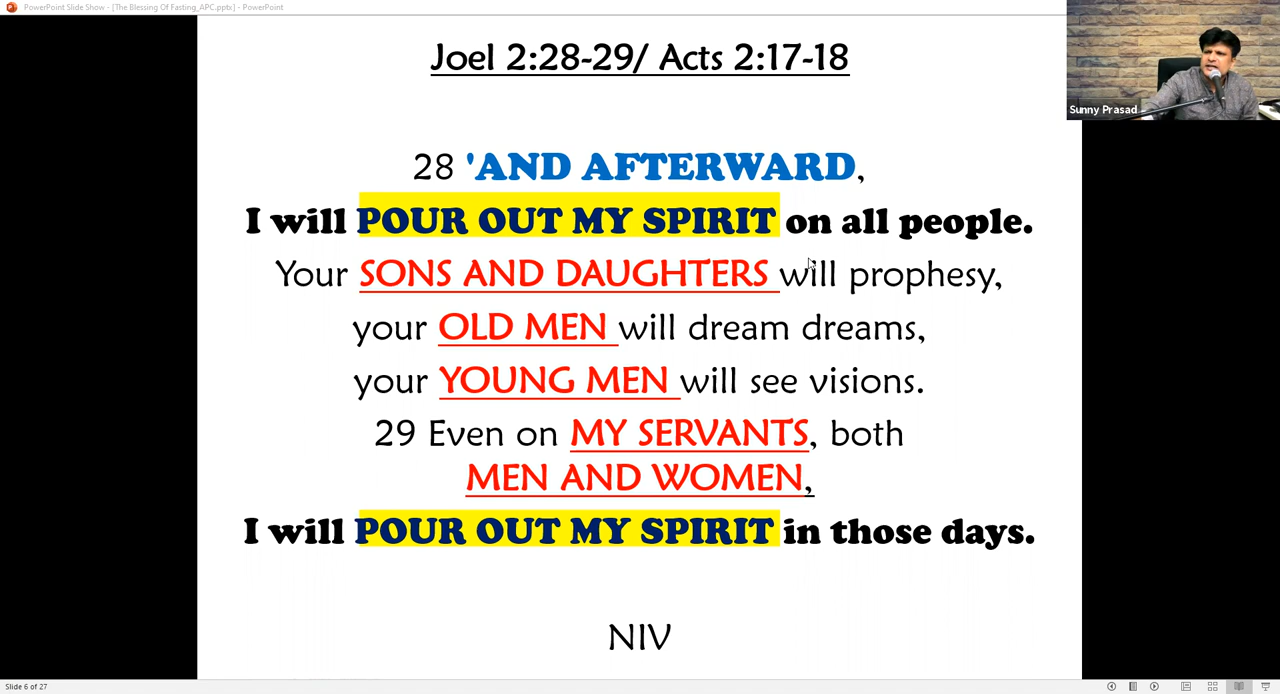 PowerPoint Slide Show - [The Blessing Of Fasting_APC.pptx] - PowerPoint
Joel 2:28-29/ Acts 2:17-18
Sunny Prasad
28 'AND AFTERWARD,
I will POUR OUT MY SPIRIT on all people.
Your SONS AND DAUGHTERS will prophesy,
your OLD MEN will dream dreams,
your YOUNG MEN will see visions.
29 Even on MY SERVANTS, both
MEN AND WOMEN,
I will POUR OUT MY SPIRIT in those days.
NIV
Slide 6 of 27